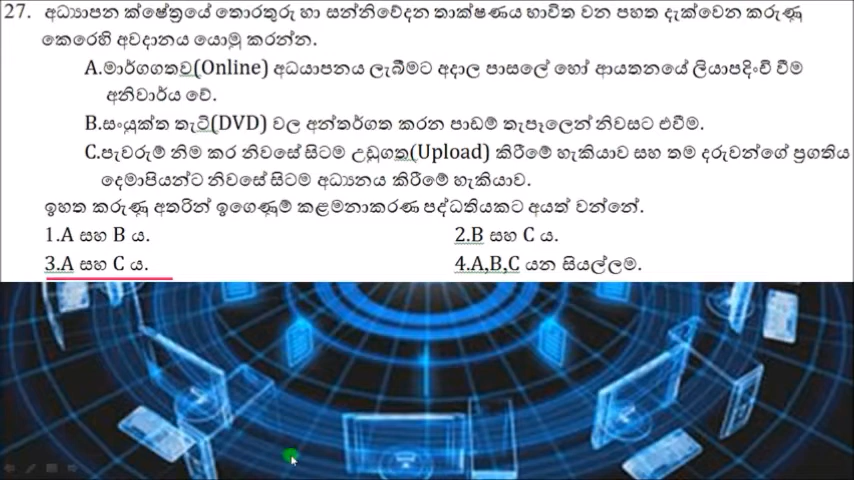 27. අධ්‍යාපන ක්ෂේත්‍රයේ තොරතුරු හා සන්නිවේදන තාක්ෂණය භාවිත වන පහත දැක්වෙන කරුණු
කෙරෙහි අවදානය යොමු කරන්න.
A.මාර්ගගතව(Online) අධයාපනය ලැබීමට අදාල පාසලේ හෝ ආයතනයේ ලියාපදිංචි වීම
අනිවාර්ය වේ.
B.සංයුක්ත තැටි(DVD) වල අන්තර්ගත කරන පාඩම් තැපෑලෙන් නිවසට එවීම.
C.පැවරුම් නිම කර නිවසේ සිටම උඩුගත(Upload) කිරීමේ හැකියාව සහ තම දරුවන්ගේ ප්‍රගතිය
දෙමාපියන්ට නිවසේ සිටම අධ්‍යනය කිරීමේ හැකියාව.
ඉහත කරුණු අතරින් ඉගෙණුම් කළමනාකරණ පද්ධතියකට අයත් වන්නේ.
1.A සහ B ය.
2.B සහ C ය.
3.A සහ C ය.
4.A,B,C යන සියල්ලම.